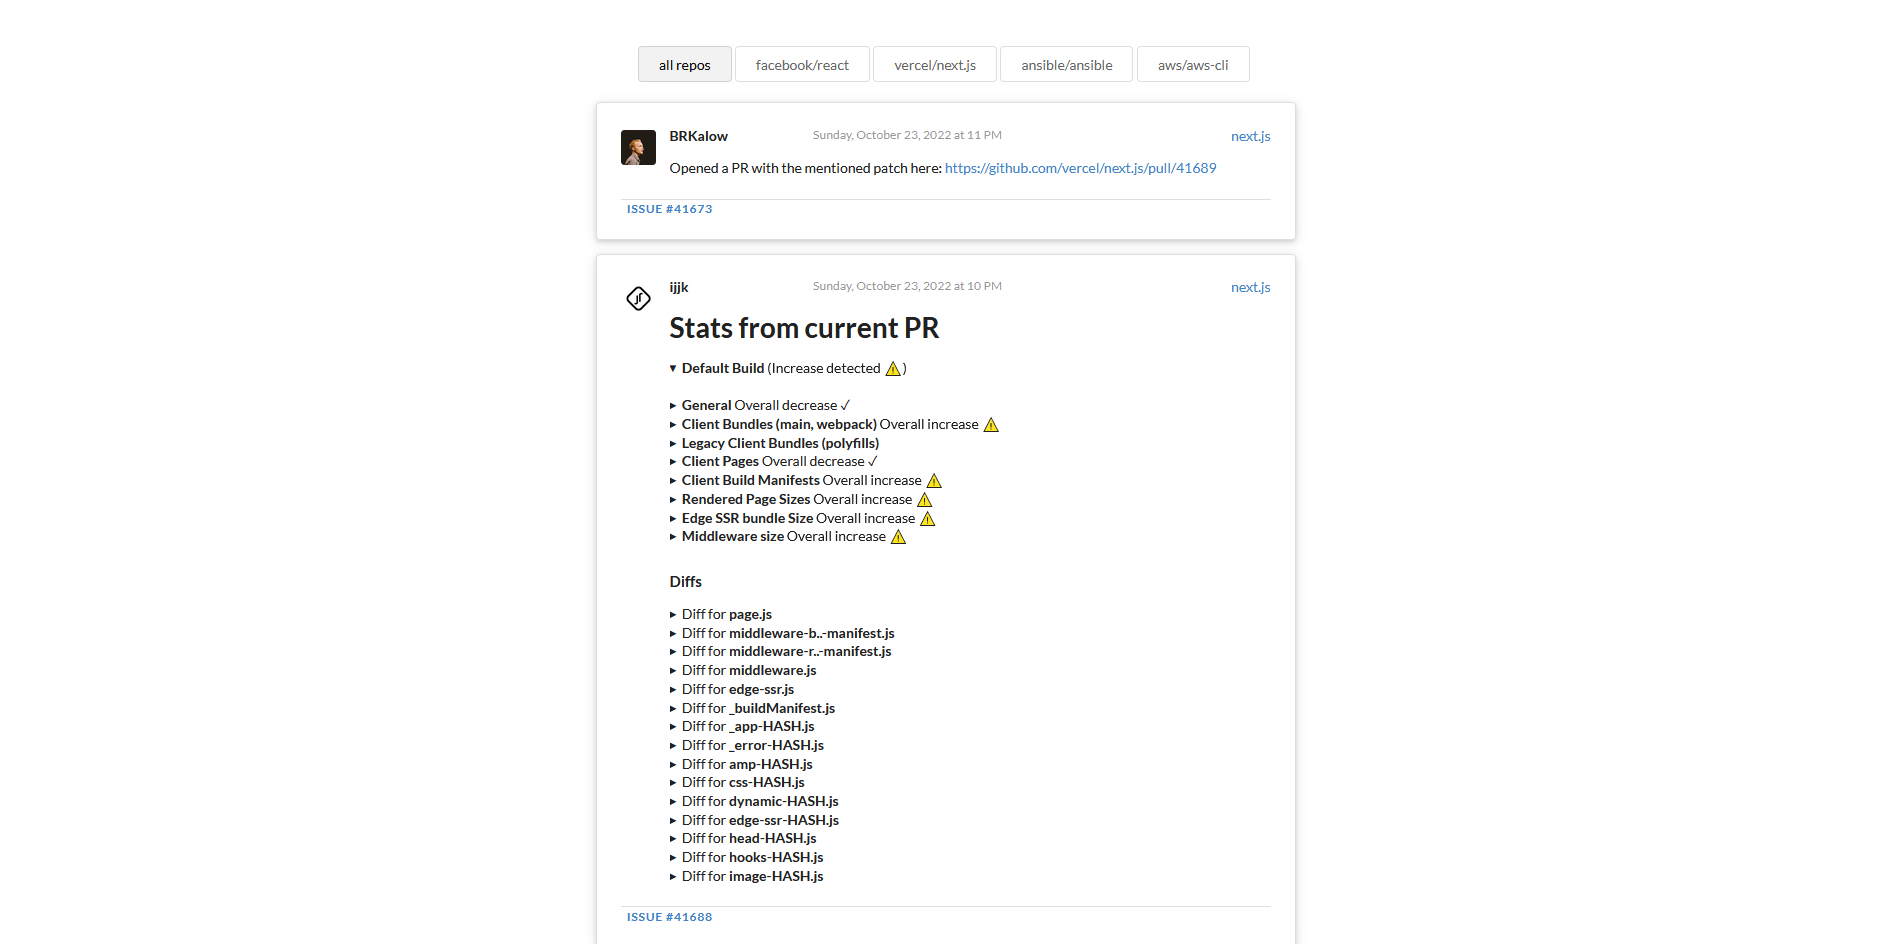 all repos facebook/react vercel/next.js ansible/ansible aws/aws-cli
BRKalow Sunday, October 23, 2022 at 11 PM next.js
Opened a PR with the mentioned patch here: https://github.com/vercel/next.js/pull/41689
ISSUE #41673
ijjk Sunday, October 23, 2022 at 10 PM next.js
Stats from current PR
▼ Default Build (Increase detected ⚠)
► General Overall decrease ✓
► Client Bundles (main, webpack) Overall increase ⚠
► Legacy Client Bundles (polyfills)
► Client Pages Overall decrease ✓
► Client Build Manifests Overall increase ⚠
► Rendered Page Sizes Overall increase ⚠
► Edge SSR bundle Size Overall increase ⚠
► Middleware size Overall increase ⚠
Diffs
► Diff for page.js
► Diff for middleware-b..-manifest.js
► Diff for middleware-r..-manifest.js
► Diff for middleware.js
► Diff for edge-ssr.js
► Diff for _buildManifest.js
► Diff for _app-HASH.js
► Diff for _error-HASH.js
► Diff for amp-HASH.js
► Diff for css-HASH.js
► Diff for dynamic-HASH.js
► Diff for edge-ssr-HASH.js
► Diff for head-HASH.js
► Diff for hooks-HASH.js
► Diff for image-HASH.js
ISSUE #41688